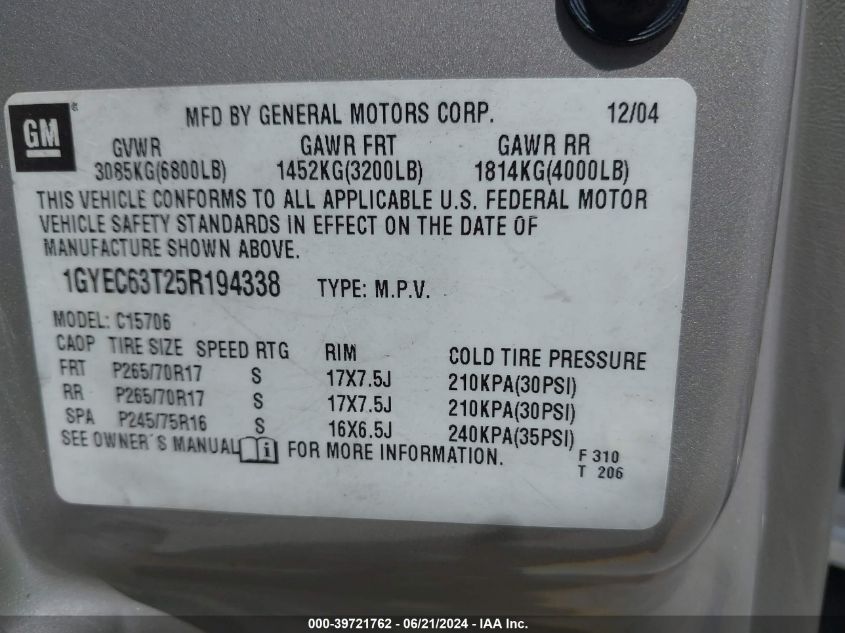 GM
MFD BY GENERAL MOTORS CORP. 12/04
GVWR GAWR FRT GAWR RR
3085KG(6800LB) 1452KG(3200LB) 1814KG(4000LB)
THIS VEHICLE CONFORMS TO ALL APPLICABLE U.S. FEDERAL MOTOR
VEHICLE SAFETY STANDARDS IN EFFECT ON THE DATE OF
MANUFACTURE SHOWN ABOVE.
1GYEC63T25R194338 TYPE: M.P.V.
MODEL: C15706
CAOP TIRE SIZE SPEED RTG RIM COLD TIRE PRESSURE
FRT P265/70R17 S 17X7.5J 210KPA(30PSI)
RR P265/70R17 S 17X7.5J 210KPA(30PSI)
SPA P245/75R16 S 16X6.5J 240KPA(35PSI)
SEE OWNER´S MANUAL i FOR MORE INFORMATION.
F 310
T 206
000-39721762 - 06/21/2024 - IAA Inc.